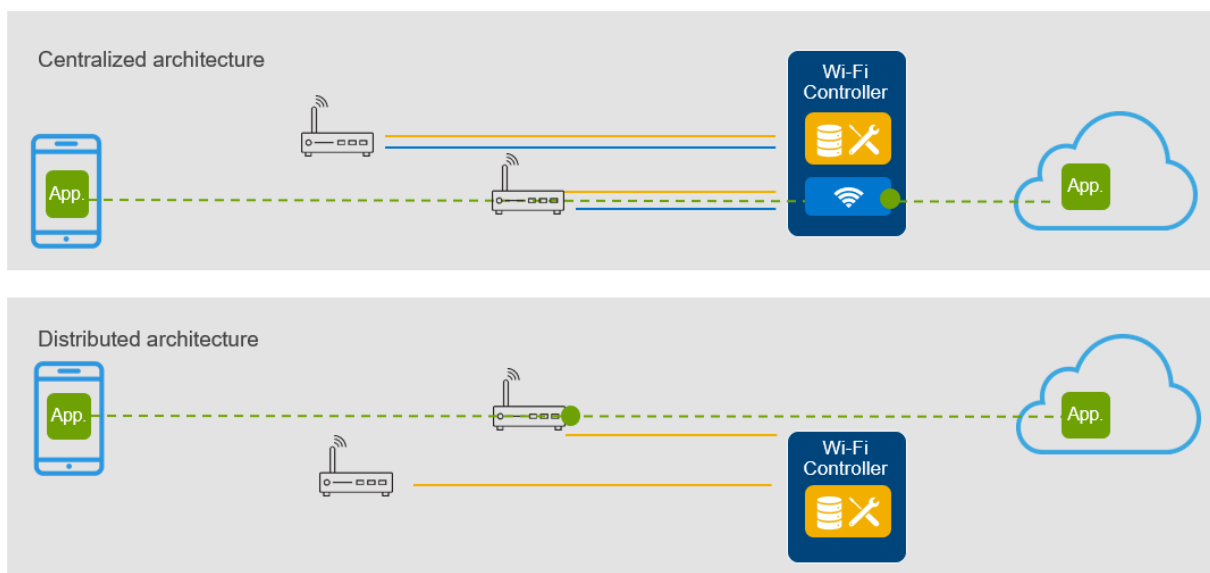 Centralized architecture
Wi-Fi
Controller
App.
App.
Distributed architecture
App.
App.
Wi-Fi
Controller